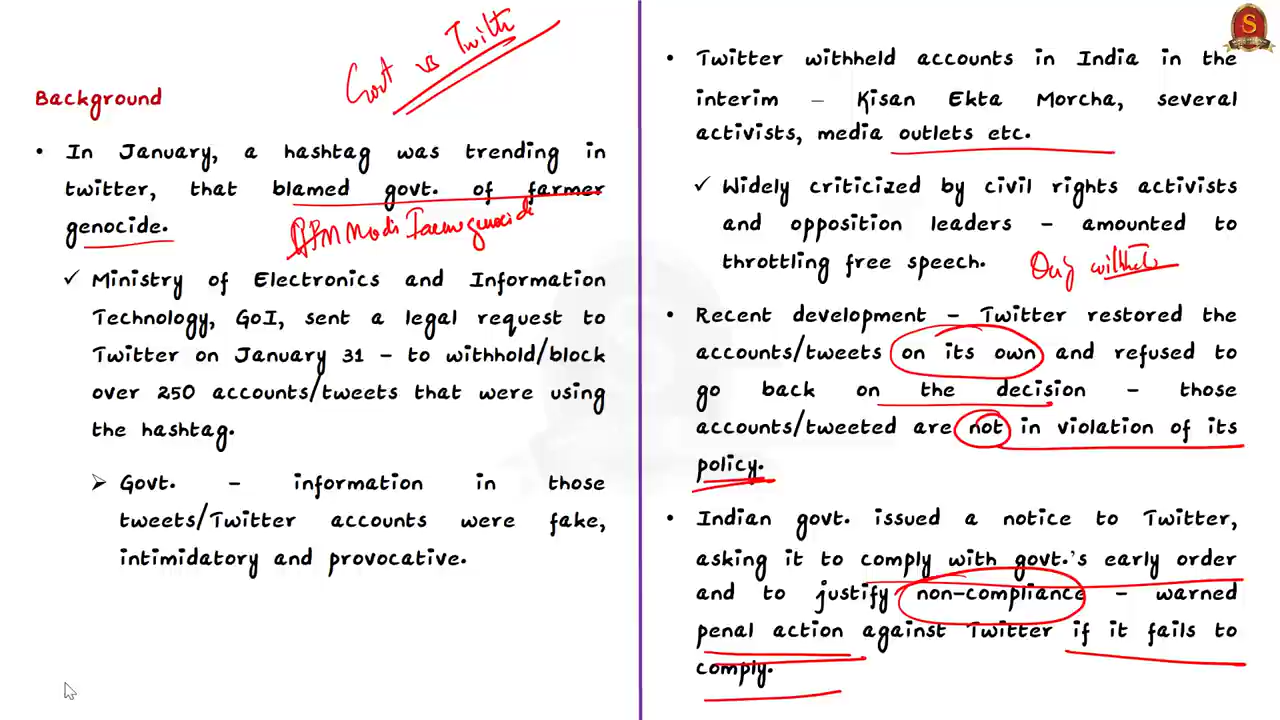 Govt vs Twitter
Background
• In January, a hashtag was trending in
twitter, that blamed govt. of farmer
genocide.
✓ Ministry of Electronics and Information
Technology, GoI, sent a legal request to
Twitter on January 31 – to withhold/block
over 250 accounts/tweets that were using
the hashtag.
➢ Govt. – information in those
tweets/Twitter accounts were fake,
intimidatory and provocative.
• Twitter withheld accounts in India in the
interim – Kisan Ekta Morcha, several
activists, media outlets etc.
✓ Widely criticized by civil rights activists
and opposition leaders – amounted to
throttling free speech.
• Recent development – Twitter restored the
accounts/tweets on its own and refused to
go back on the decision – those
accounts/tweeted are not in violation of its
policy.
• Indian govt. issued a notice to Twitter,
asking it to comply with govt.'s early order
and to justify non-compliance – warned
penal action against Twitter if it fails to
comply.
S